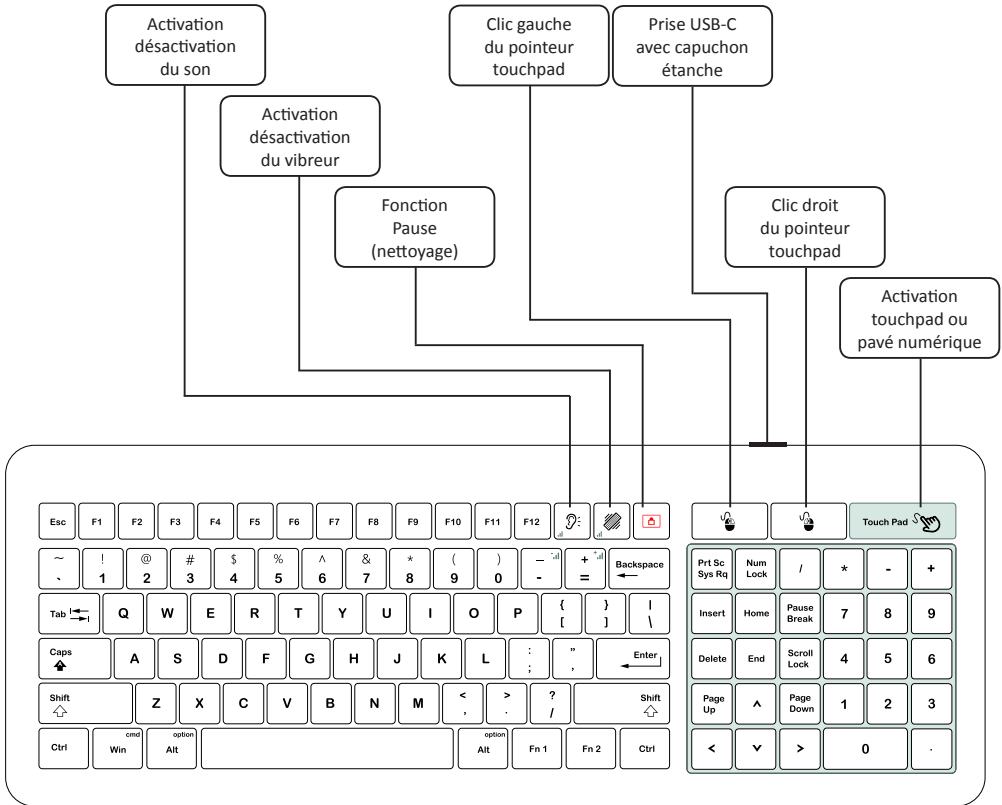 Activation
désactivation
du son
Clic gauche
du pointeur
touchpad
Prise USB-C
avec capuchon
étanche
Activation
désactivation
du vibreur
Fonction
Pause
(nettoyage)
Clic droit
du pointeur
touchpad
Activation
touchpad ou
pavé numérique
Esc F1 F2 F3 F4 F5 F6 F7 F8 F9 F10 F11 F12
Touch Pad
~ ! @ # $ % ^ & * ( ) _ +
` 1 2 3 4 5 6 7 8 9 0 - = Backspace
Prt Sc Num / * - +
Sys Rq Lock
Tab Q W E R T Y U I O P { } |
[ ] \
Insert Home Pause 7 8 9
Break
Caps A S D F G H J K L : " Enter
; ,
Delete End Scroll 4 5 6
Lock
Shift Z X C V B N M < > ? Shift
, . /
Page ^ Page 1 2 3
Up Down
Ctrl cmd option option Fn 1 Fn 2 Ctrl
Win Alt Alt
< v > 0 .